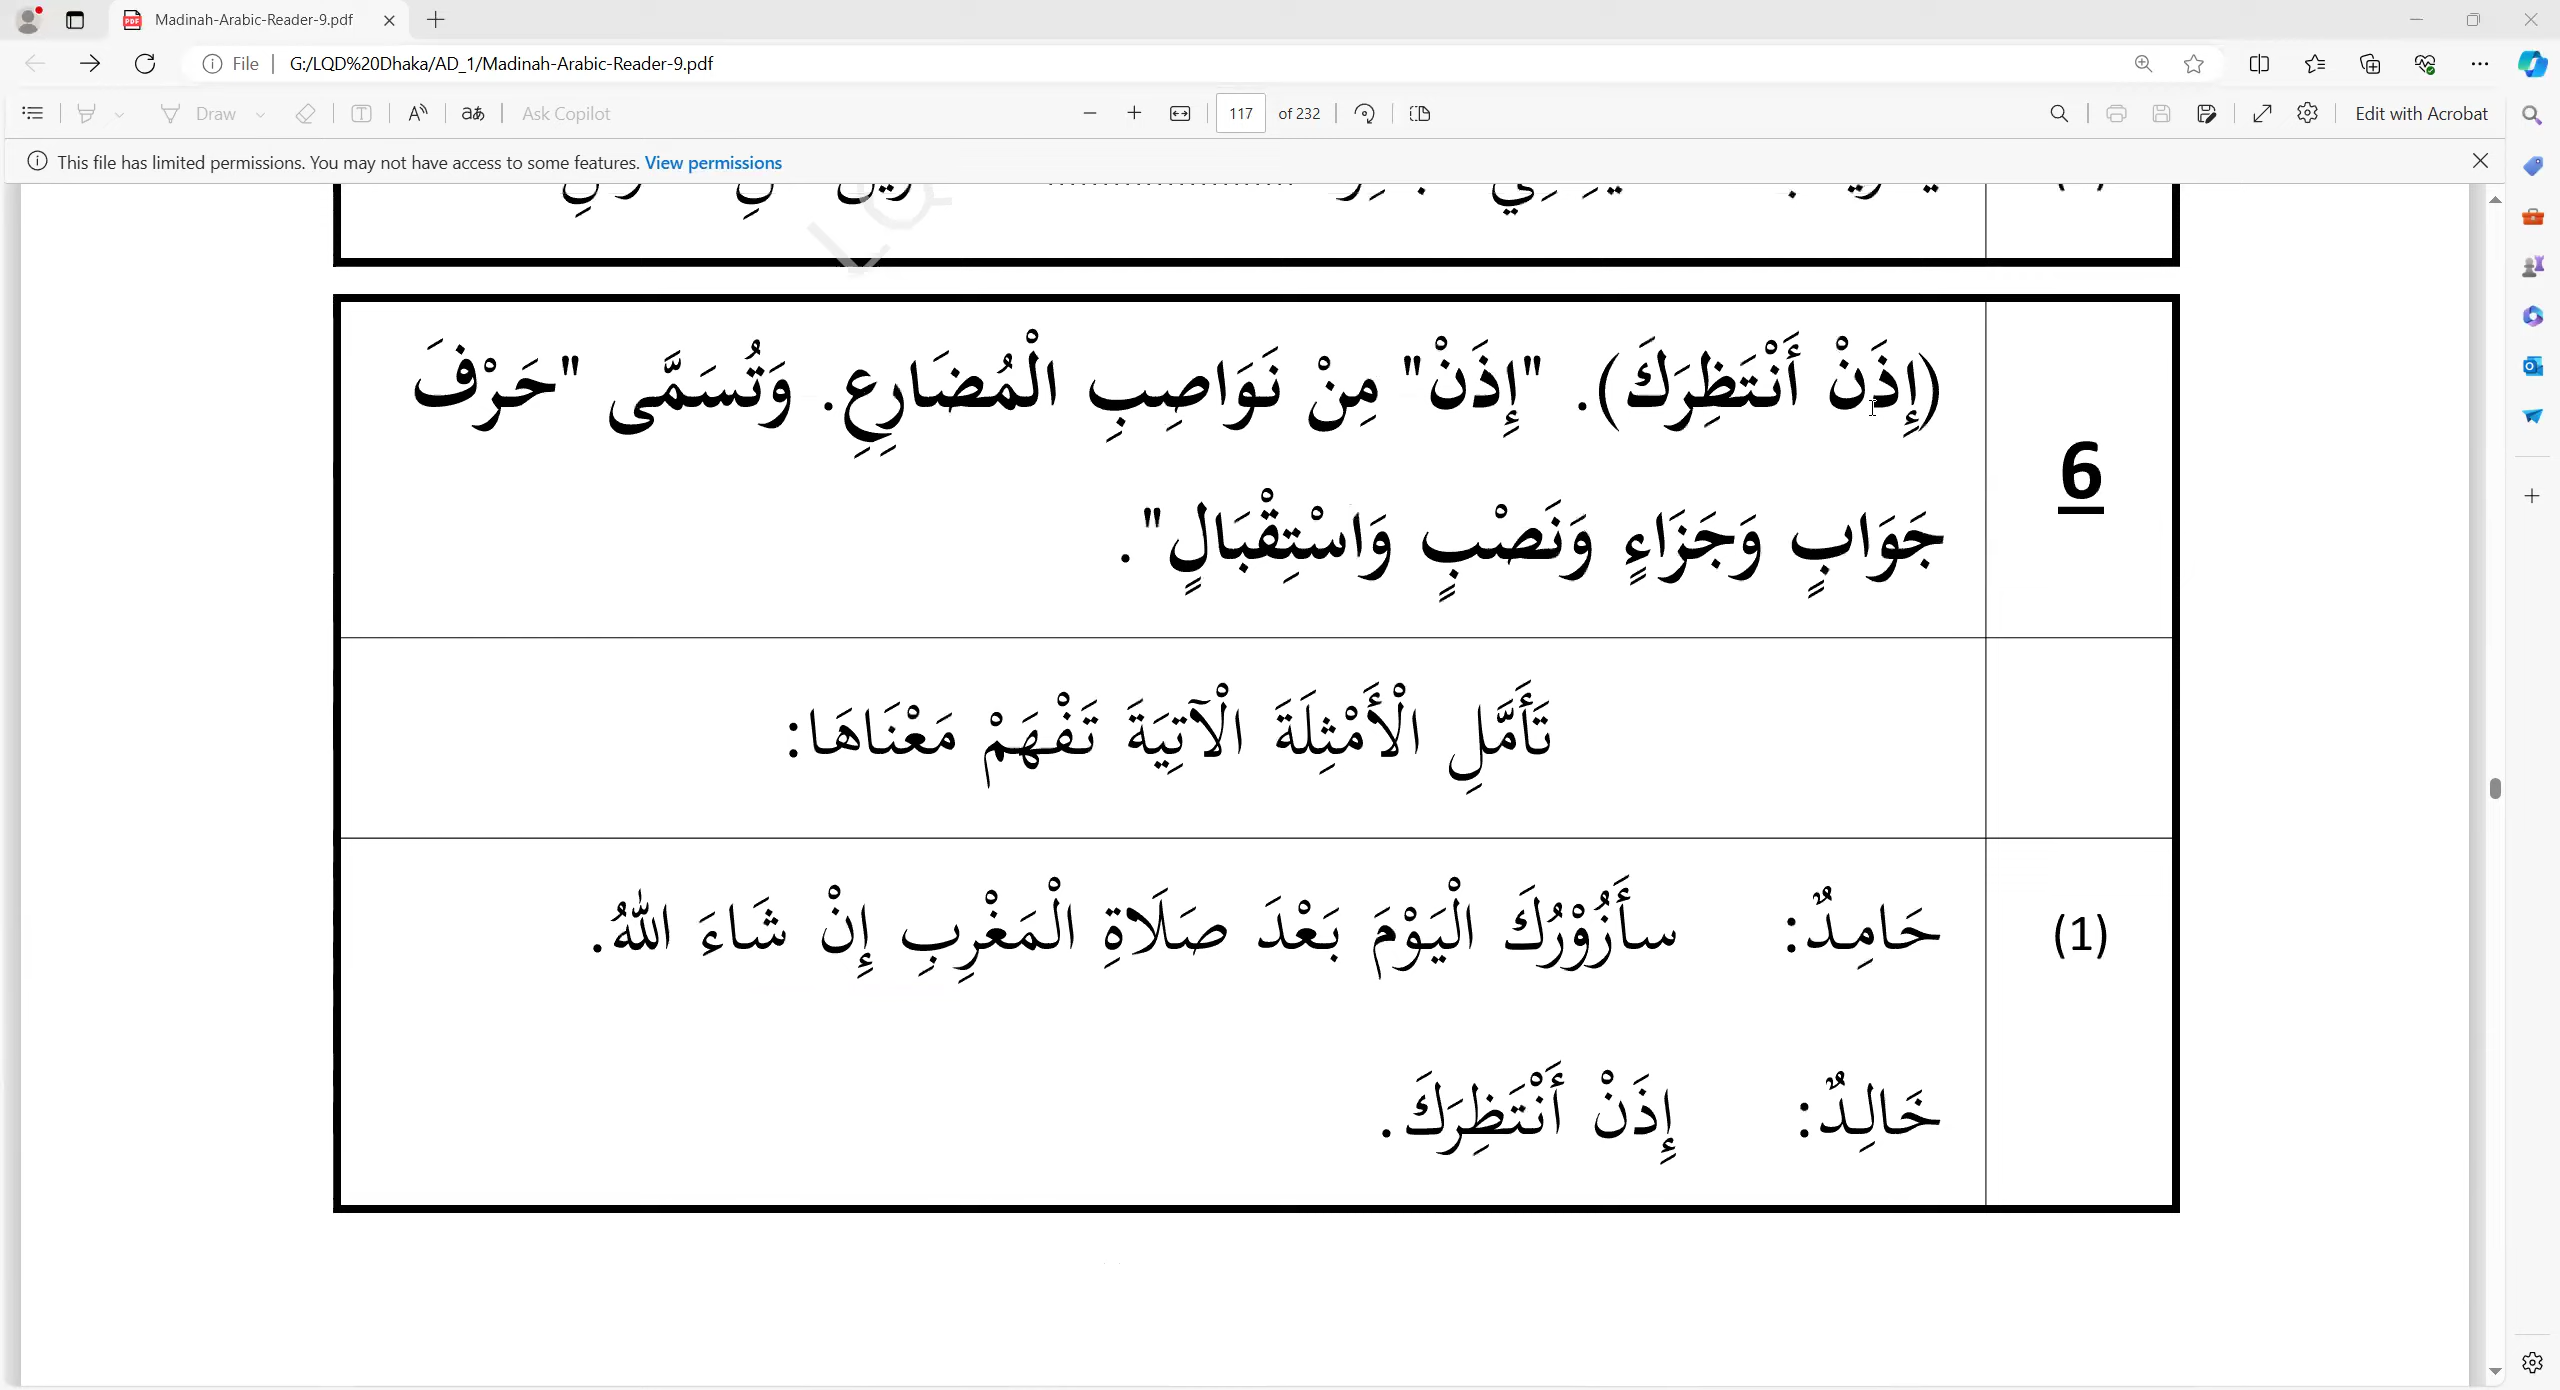 Madinah-Arabic-Reader-9.pdf
File G:/LQD%20Dhaka/AD_1/Madinah-Arabic-Reader-9.pdf
Draw Ask Copilot 117 of 232 Edit with Acrobat
This file has limited permissions. You may not have access to some features. View permissions
6 (إِذَنْ أَنْتَظِرَكَ). "إِذَنْ" مِنْ نَوَاصِبِ الْمُضَارِعِ. وَتُسَمَّى "حَرْفَ
جَوَابٍ وَجَزَاءٍ وَنَصْبٍ وَاسْتِقْبَالٍ".
تَأَمَّلِ الْأَمْثِلَةَ الْآتِيَةَ تَفْهَمْ مَعْنَاهَا:
(1) حَامِدٌ: سأَزُوْرُكَ الْيَوْمَ بَعْدَ صَلَاةِ الْمَغْرِبِ إِنْ شَاءَ اللهُ.
خَالِدٌ: إِذَنْ أَنْتَظِرَكَ.